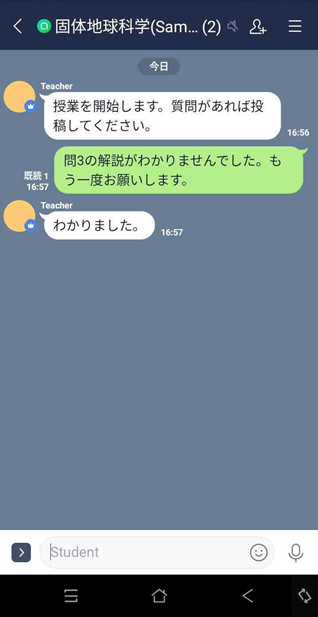 固体地球科学(Sam... (2)
今日
Teacher
授業を開始します。質問があれば投
稿してください。
16:56
問3の解説がわかりませんでした。も
う一度お願いします。
既読 1
16:57
Teacher
わかりました。
16:57
Student